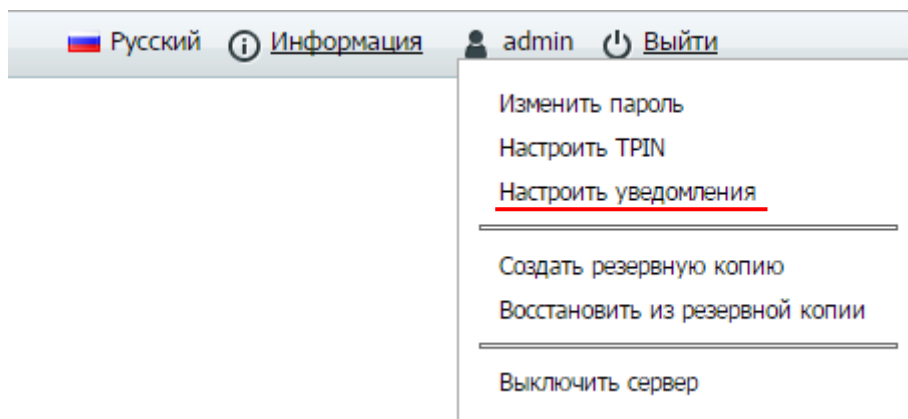 Русский Информация admin Выйти
Изменить пароль
Настроить TPIN
Настроить уведомления
Создать резервную копию
Восстановить из резервной копии
Выключить сервер